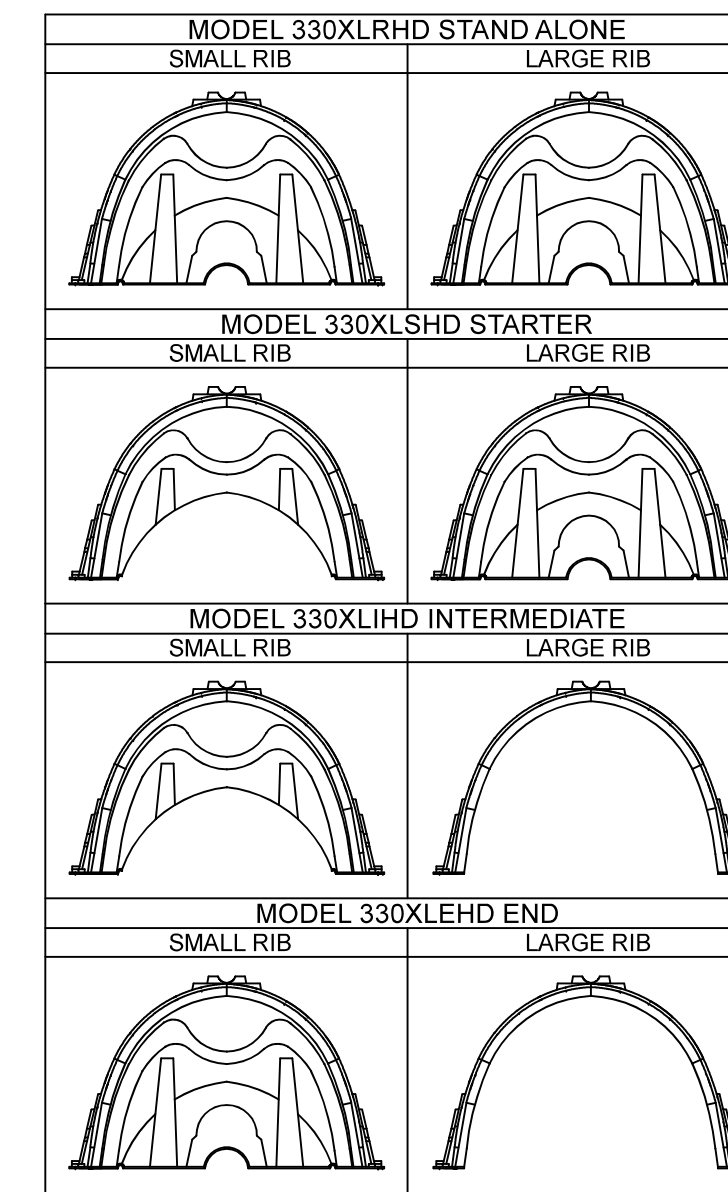 MODEL 330XLRHD STAND ALONE
SMALL RIB LARGE RIB
MODEL 330XLSHD STARTER
SMALL RIB LARGE RIB
MODEL 330XLIHD INTERMEDIATE
SMALL RIB LARGE RIB
MODEL 330XLEHD END
SMALL RIB LARGE RIB